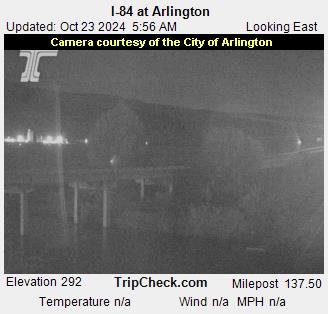 I-84 at Arlington
Updated: Oct 23 2024 5:56 AM Looking East
Camera courtesy of the City of Arlington
Elevation 292 TripCheck.com Milepost 137.50
Temperature n/a Wind n/a MPH n/a